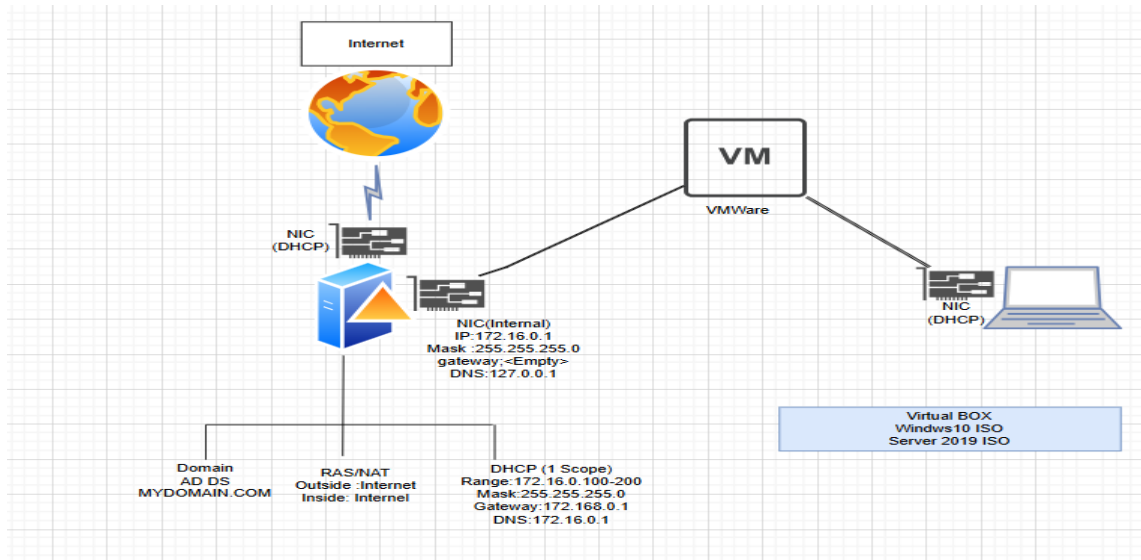 Internet
VM
VMWare
NIC
(DHCP)
NIC(Internal)
IP:172.16.0.1
Mask :255.255.255.0
gateway;<Empty>
DNS:127.0.0.1
NIC
(DHCP)
Virtual BOX
Windws10 ISO
Server 2019 ISO
Domain
AD DS
MYDOMAIN.COM
RAS/NAT
Outside :Internet
Inside: Internet
DHCP (1 Scope)
Range:172.16.0.100-200
Mask:255.255.255.0
Gateway:172.168.0.1
DNS:172.16.0.1